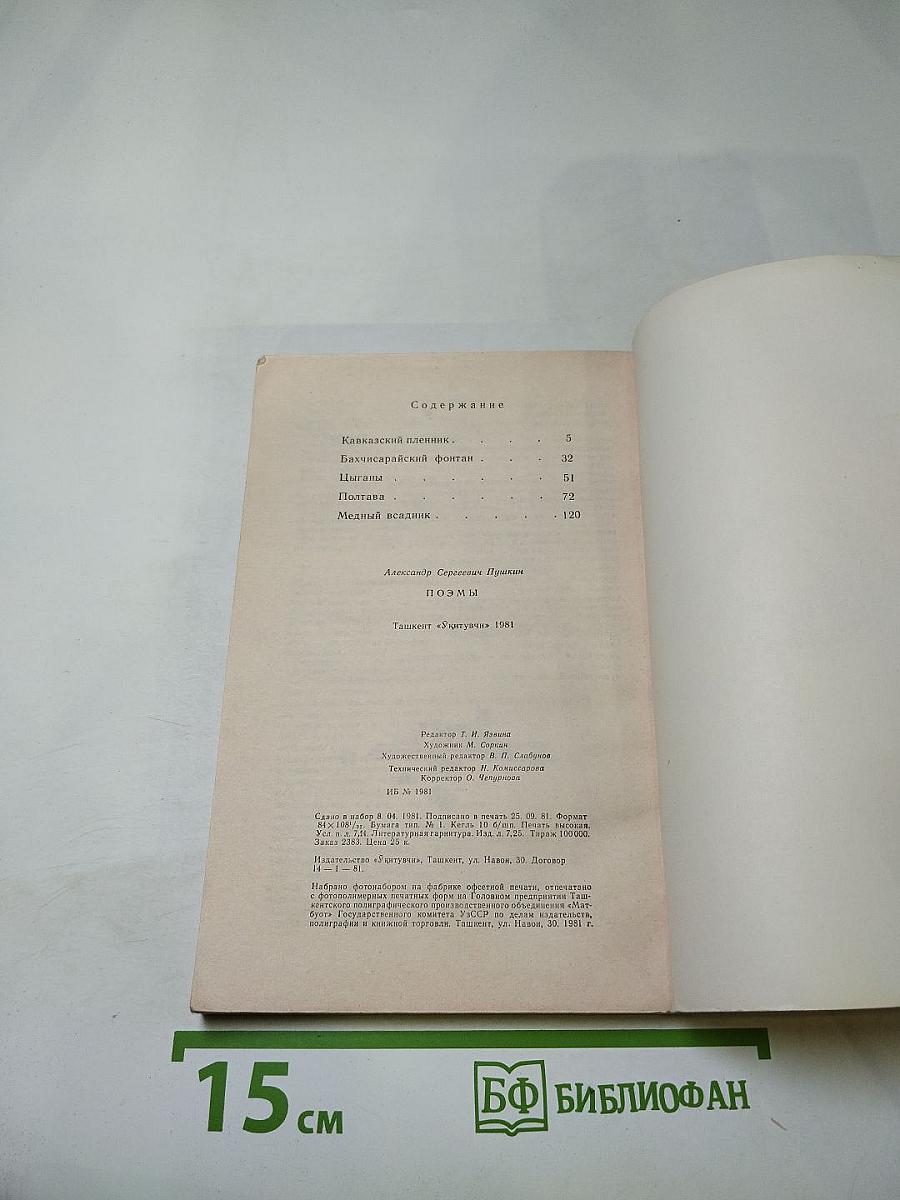 Содержание
Кавказский пленник . . . . 5
Бахчисарайский фонтан . . . 32
Цыганы . . . . . . 51
Полтава . . . . . . 72
Медный всадник . . . . . 120
Александр Сергеевич Пушкин
ПОЭМЫ
Ташкент «Ўқитувчи» 1981
Редактор Т. И. Язвина
Художник М. Соркин
Художественный редактор В. П. Слабунов
Технический редактор Н. Комиссарова
Корректор О. Чепурнова
ИБ № 1981
Сдано в набор 8. 04. 1981. Подписано в печать 25. 09. 81. Формат
84×108¹/₃₂. Бумага тип. № 1. Кегль 10 б/шп. Печать высокая.
Усл. п. л. 7,14. Литературная гарнитура. Изд. л. 7,25. Тираж 100000.
Заказ 2383. Цена 25 к.
Издательство «Ўқитувчи», Ташкент, ул. Навои, 30. Договор
14 — 1 — 81.
Набрано фотонабором на фабрике офсетной печати, отпечатано
с фотополимерных печатных форм на Головном предприятии Таш-
кентского полиграфического производственного объединения «Мат-
буот» Государственного комитета УзССР по делам издательств,
полиграфии и книжной торговли. Ташкент, ул. Навои, 30. 1981 г.
15 см
БФ БИБЛИОФАН